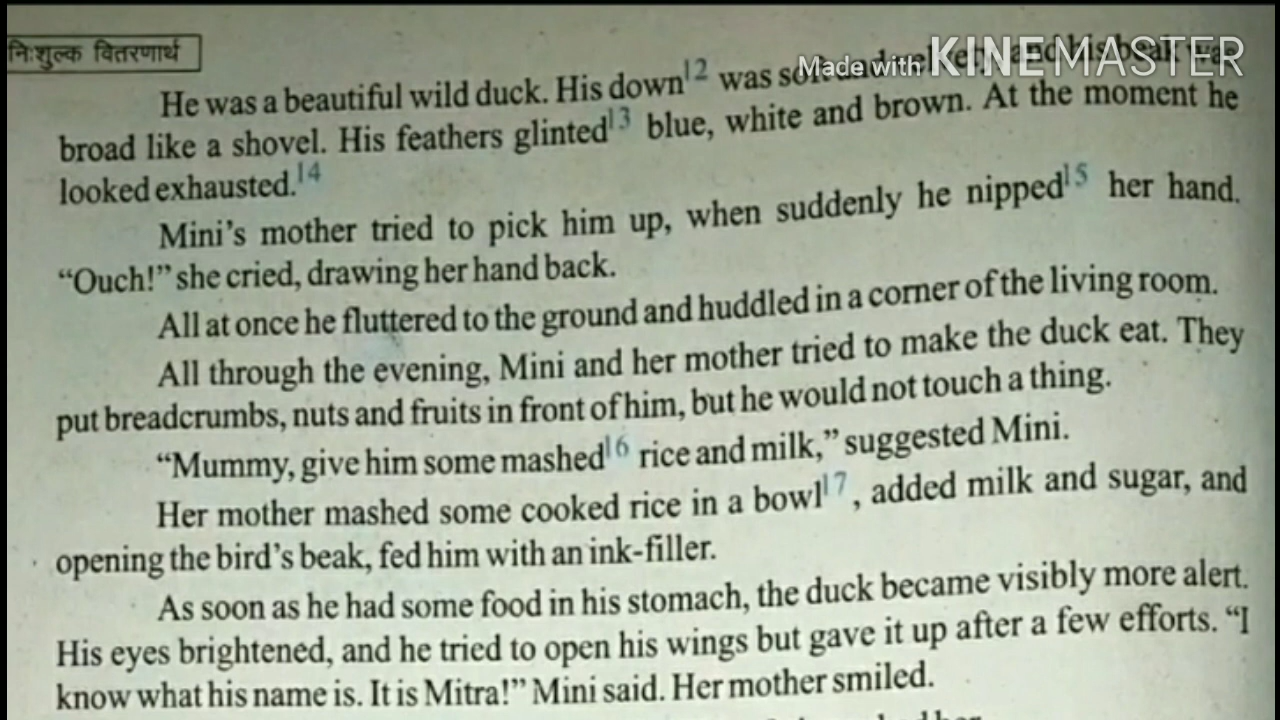 निःशुल्क वितरणार्थ
Made with KINEMASTER
He was a beautiful wild duck. His down12 was and his beak
broad like a shovel. His feathers glinted13 blue, white and brown. At the moment he
looked exhausted.14
Mini's mother tried to pick him up, when suddenly he nipped15 her hand.
“Ouch!” she cried, drawing her hand back.
All at once he fluttered to the ground and huddled in a corner of the living room.
All through the evening, Mini and her mother tried to make the duck eat. They
put breadcrumbs, nuts and fruits in front of him, but he would not touch a thing.
“Mummy, give him some mashed16 rice and milk,” suggested Mini.
Her mother mashed some cooked rice in a bowl17, added milk and sugar, and
opening the bird's beak, fed him with an ink-filler.
As soon as he had some food in his stomach, the duck became visibly more alert.
His eyes brightened, and he tried to open his wings but gave it up after a few efforts. “I
know what his name is. It is Mitra!” Mini said. Her mother smiled.